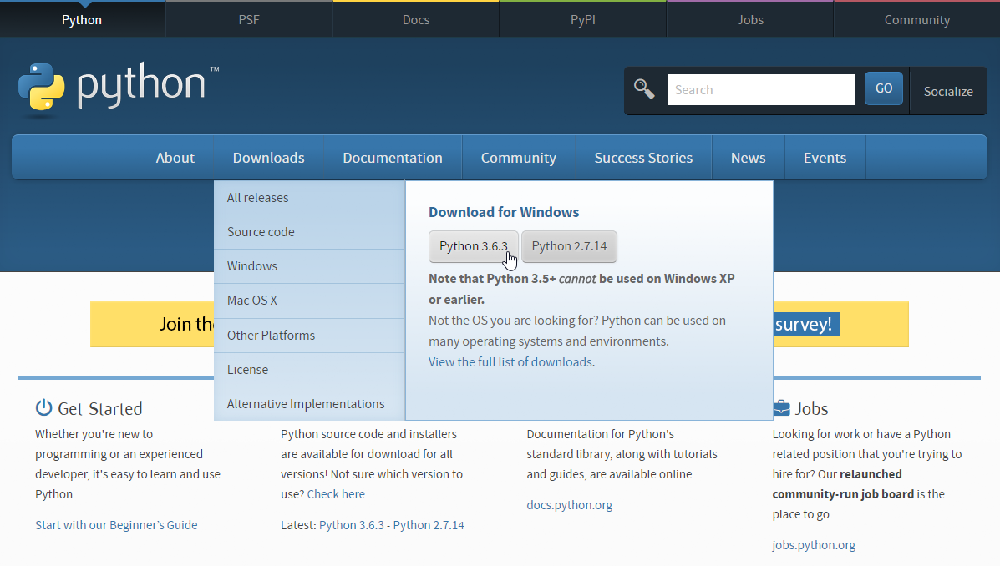 Python
PSF
Docs
PyPI
Jobs
Community
python™
Search
GO
Socialize
About
Downloads
Documentation
Community
Success Stories
News
Events
All releases
Source code
Windows
Mac OS X
Other Platforms
License
Alternative Implementations
Download for Windows
Python 3.6.3
Python 2.7.14
Note that Python 3.5+ cannot be used on Windows XP
or earlier.
Not the OS you are looking for? Python can be used on
many operating systems and environments.
View the full list of downloads.
Join the
survey!
Get Started
Whether you're new to
programming or an experienced
developer, it's easy to learn and use
Python.
Start with our Beginner's Guide
Python source code and installers
are available for download for all
versions! Not sure which version to
use? Check here.
Latest: Python 3.6.3 - Python 2.7.14
Documentation for Python's
standard library, along with tutorials
and guides, are available online.
docs.python.org
Jobs
Looking for work or have a Python
related position that you're trying to
hire for? Our relaunched
community-run job board is the
place to go.
jobs.python.org